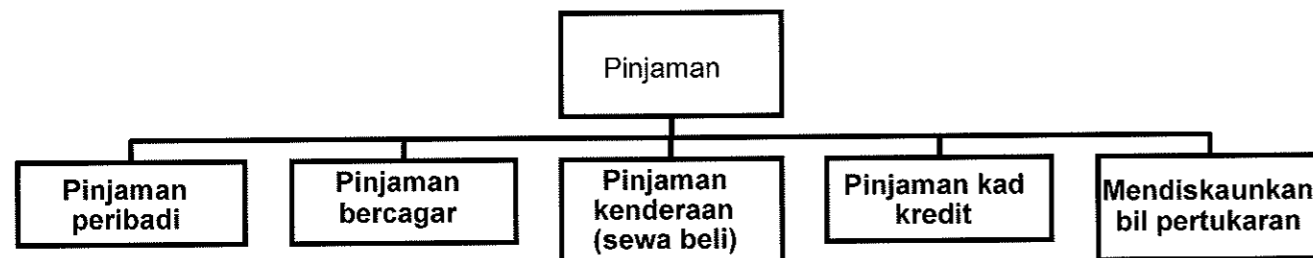 Pinjaman
Pinjaman
peribadi
Pinjaman
bercagar
Pinjaman
kenderaan
(sewa beli)
Pinjaman kad
kredit
Mendiskaunkan
bil pertukaran